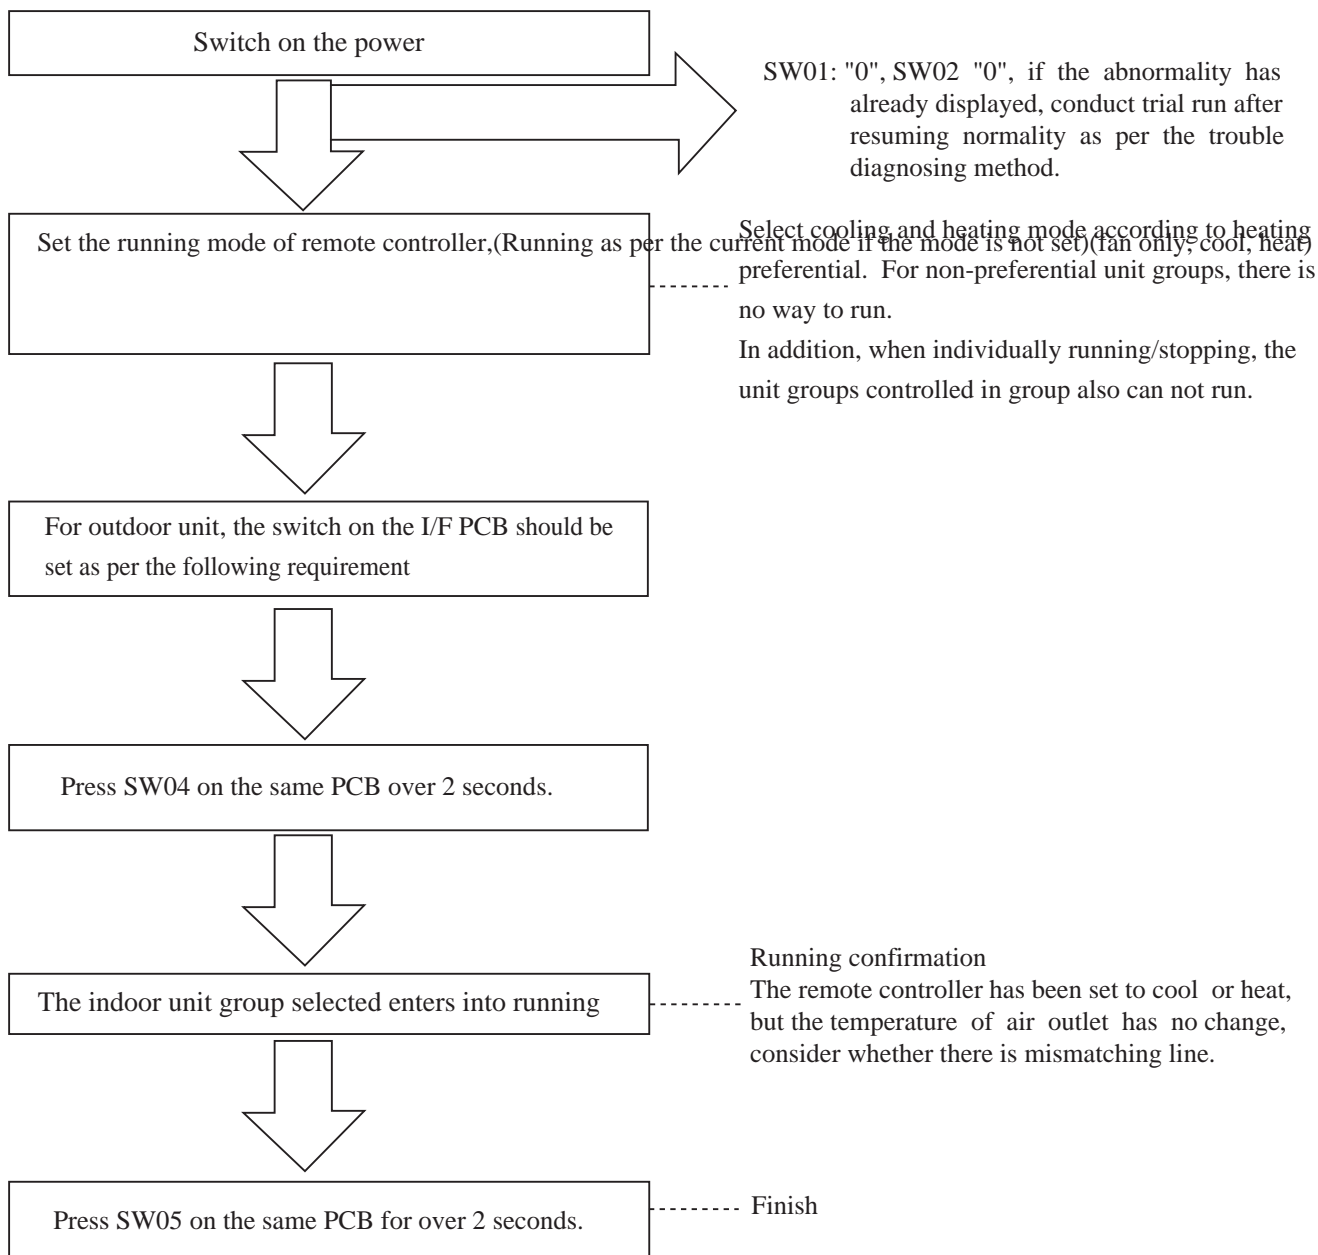 Switch on the power
SW01: "0", SW02 "0", if the abnormality has
already displayed, conduct trial run after
resuming normality as per the trouble
diagnosing method.
Set the running mode of remote controller,(Running as per the current mode if the mode is not set)(fan only, cool, heat)
Select cooling and heating mode according to heating
preferential. For non-preferential unit groups, there is
no way to run.
In addition, when individually running/stopping, the
unit groups controlled in group also can not run.
For outdoor unit, the switch on the I/F PCB should be
set as per the following requirement
Press SW04 on the same PCB over 2 seconds.
The indoor unit group selected enters into running
Running confirmation
The remote controller has been set to cool or heat,
but the temperature of air outlet has no change,
consider whether there is mismatching line.
Press SW05 on the same PCB for over 2 seconds.
Finish